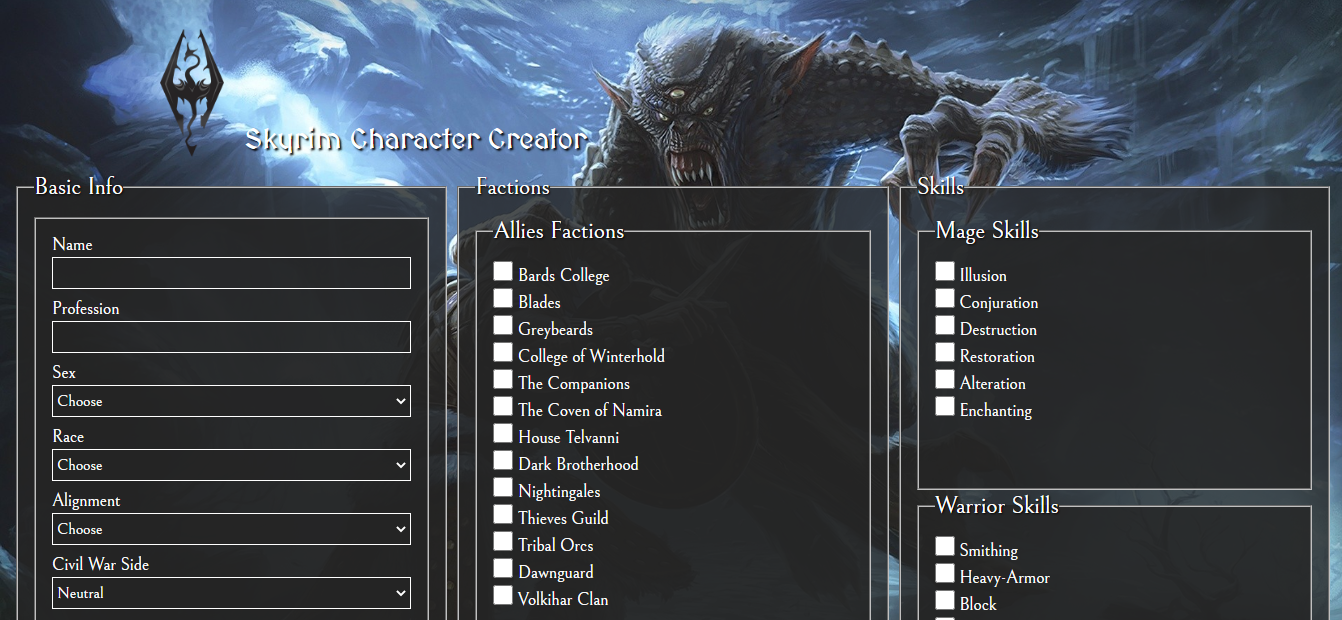 Skyrim Character Creator
Basic Info
Name
Profession
Sex
Choose
Race
Choose
Alignment
Choose
Civil War Side
Neutral
Factions
Allies Factions
Bards College
Blades
Greybeards
College of Winterhold
The Companions
The Coven of Namira
House Telvanni
Dark Brotherhood
Nightingales
Thieves Guild
Tribal Orcs
Dawnguard
Volkihar Clan
Skills
Mage Skills
Illusion
Conjuration
Destruction
Restoration
Alteration
Enchanting
Warrior Skills
Smithing
Heavy-Armor
Block